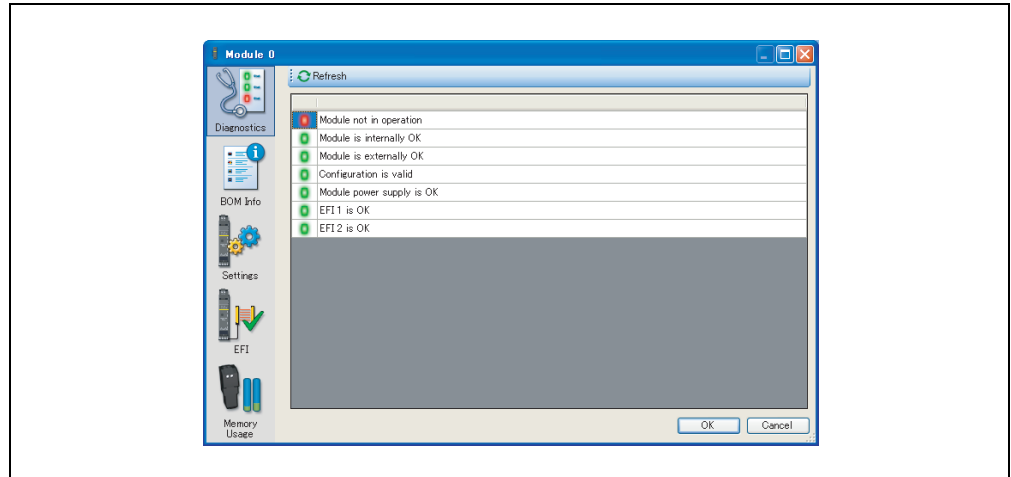 Module 0
Refresh
Diagnostics
Module not in operation
Module is internally OK
Module is externally OK
Configuration is valid
Module power supply is OK
EFI 1 is OK
EFI 2 is OK
BOM Info
Settings
EFI
Memory
Usage
OK
Cancel